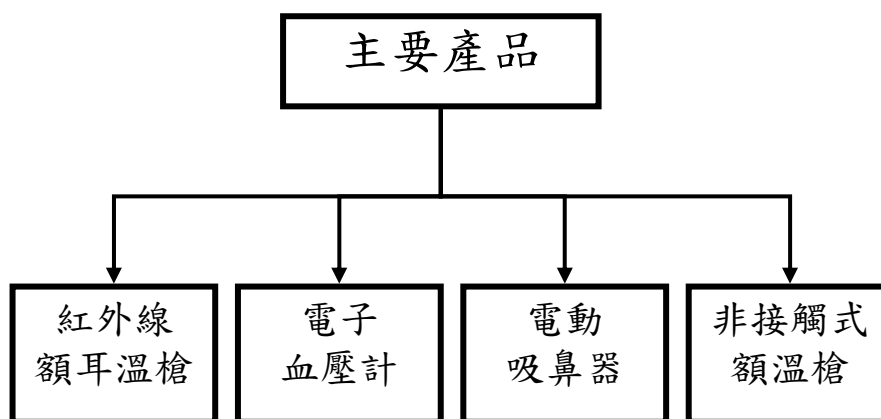 主要產品
紅外線
額耳溫槍
電子
血壓計
電動
吸鼻器
非接觸式
額溫槍